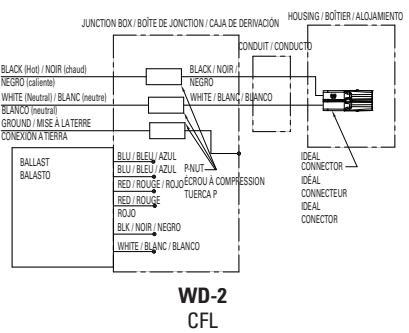 JUNCTION BOX / BOÎTE DE JONCTION / CAJA DE DERIVACIÓN
HOUSING / BOÎTIER / ALOJAMIENTO
CONDUIT / CONDUCTO
BLACK (Hot) / NOIR (chaud)
NEGRO (caliente)
BLACK / NOIR /
NEGRO
WHITE (Neutral) / BLANC (neutre)
BLANCO (neutral)
WHITE / BLANC / BLANCO
GROUND / MISE À LA TERRE
CONEXIÓN A TIERRA
BALLAST
BALASTO
BLU / BLEU / AZUL
BLU / BLEU / AZUL
RED / ROUGE / ROJO
RED / ROUGE
ROJO
BLK / NOIR / NEGRO
WHITE / BLANC / BLANCO
P-NUT
ÉCROU À COMPRESSION
TUERCA P
IDEAL
CONNECTOR
IDÉAL
CONNECTEUR
IDEAL
CONECTOR
WD-2
CFL